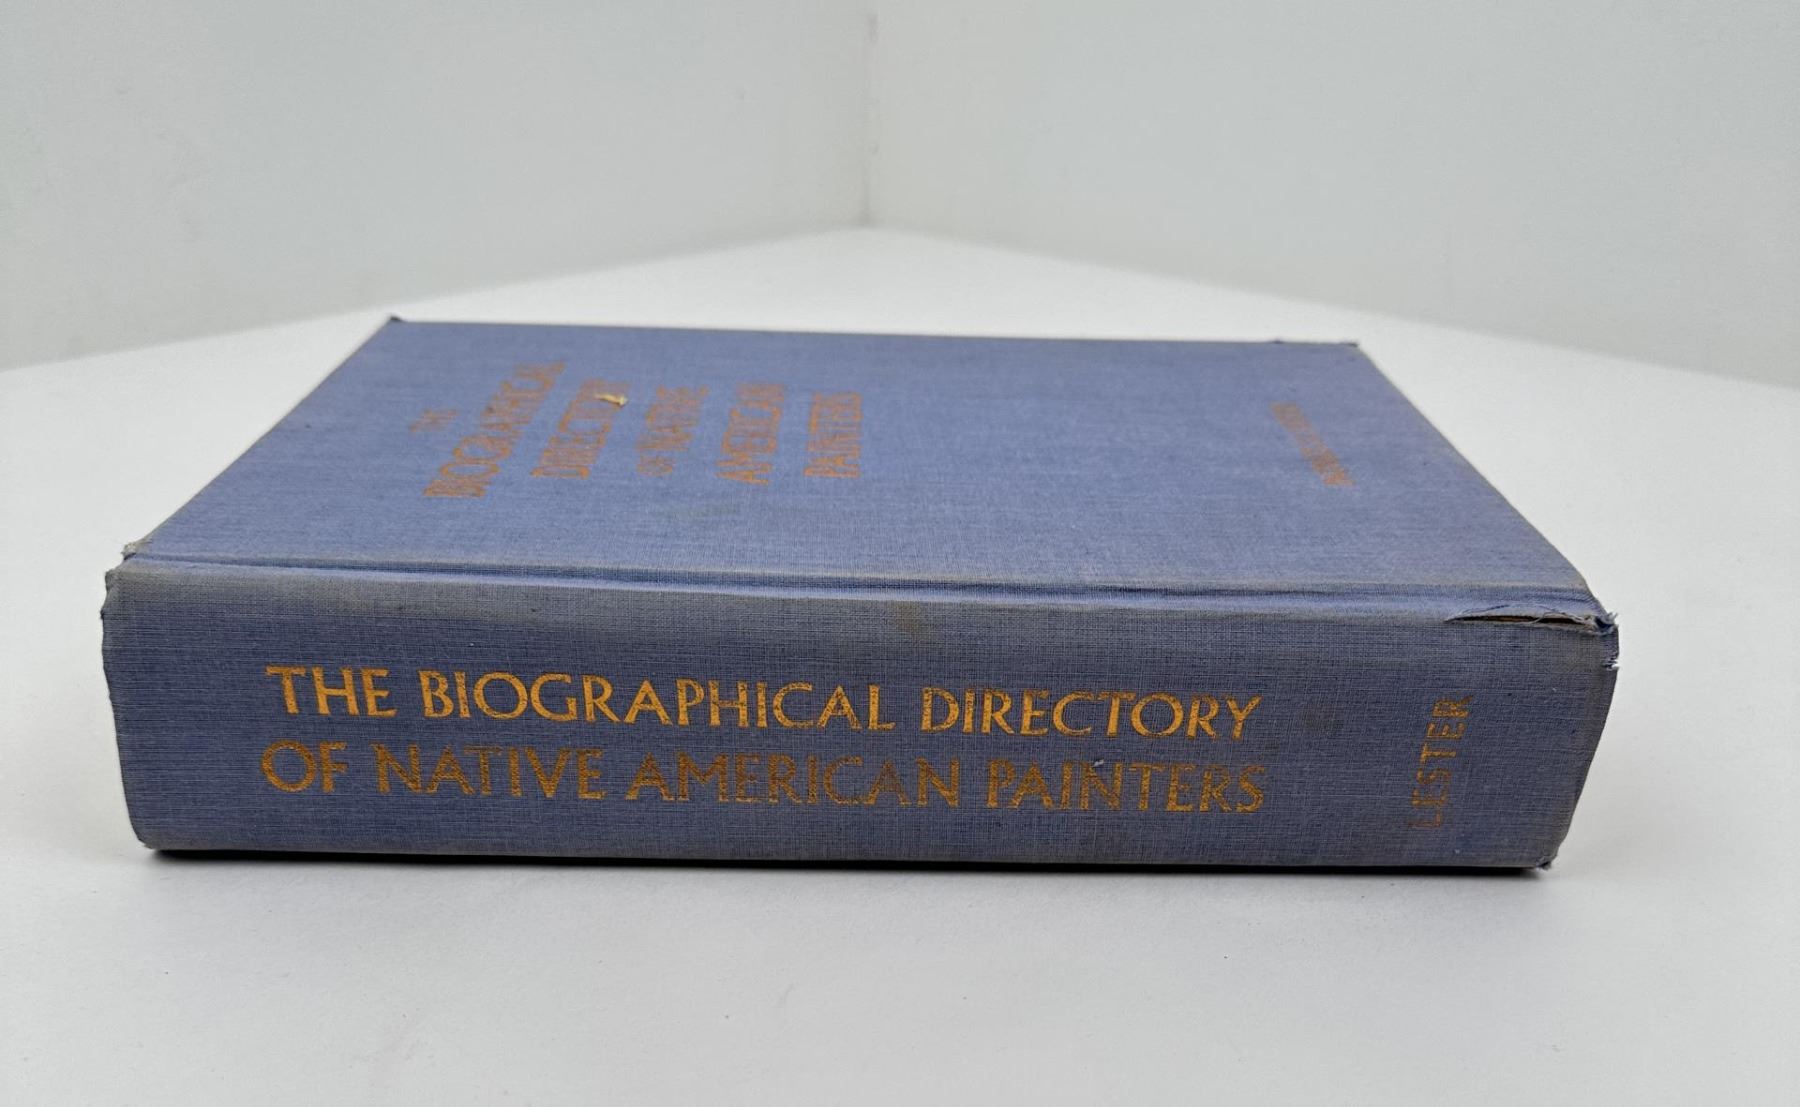 THE
BIOGRAPHICAL
DIRECTORY
OF NATIVE
AMERICAN
PAINTERS
THE BIOGRAPHICAL DIRECTORY
OF NATIVE AMERICAN PAINTERS
LESTER